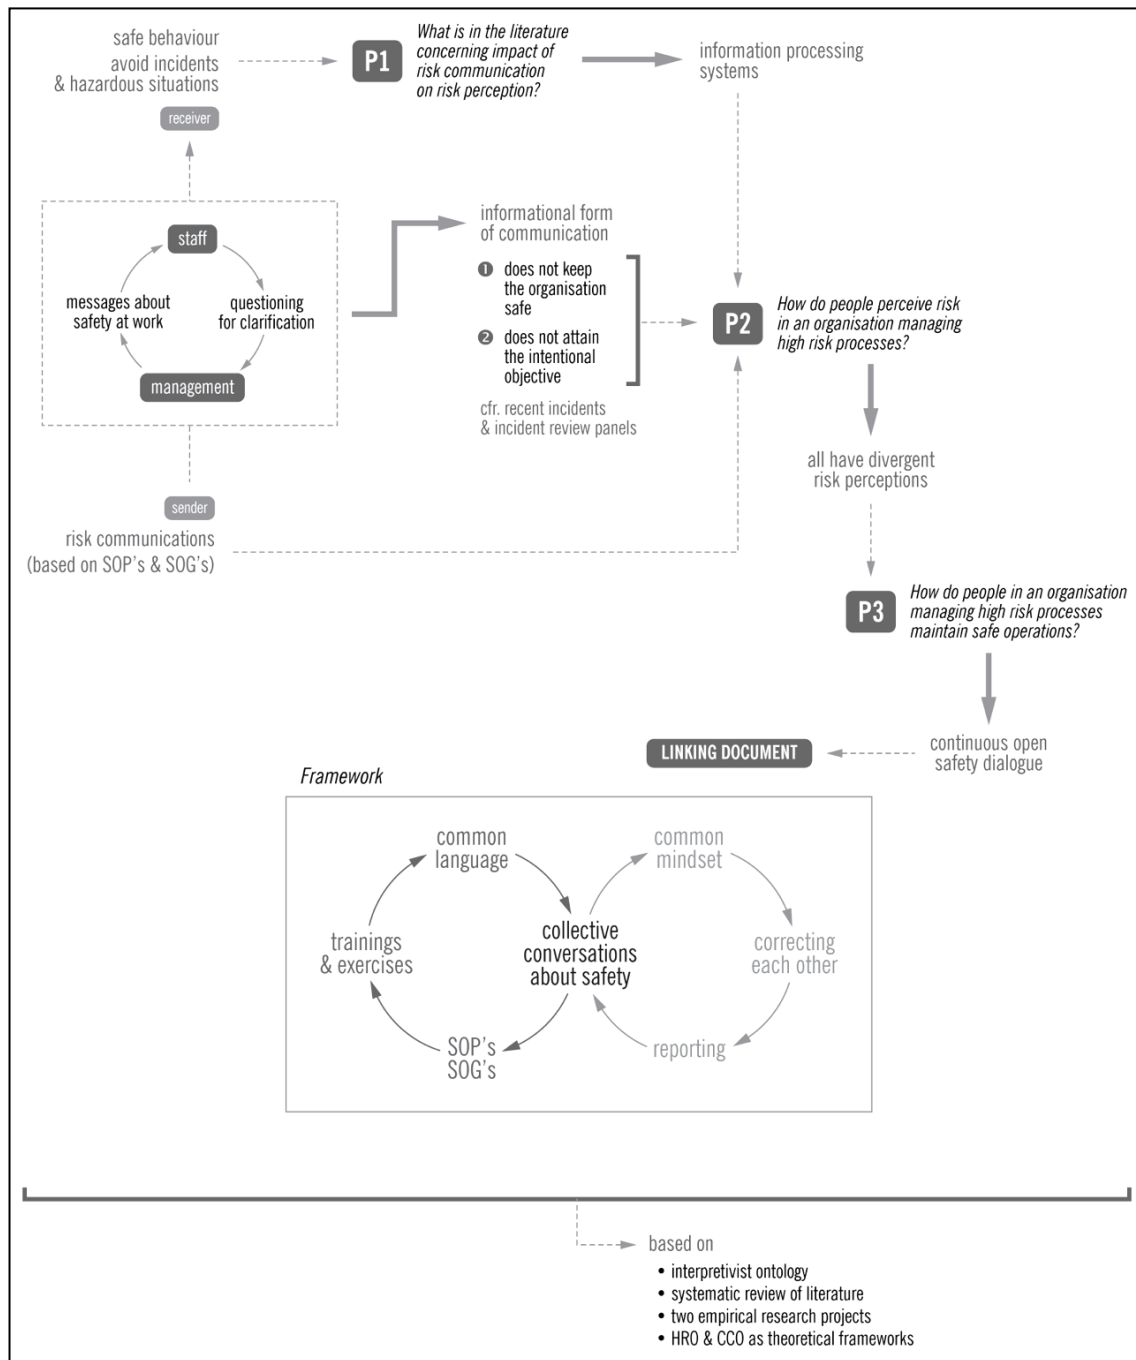 safe behaviour
avoid incidents
& hazardous situations
receiver
P1
What is in the literature
concerning impact of
risk communication
on risk perception?
information processing
systems
staff
messages about
safety at work
questioning
for clarification
management
informational form
of communication
❶ does not keep
the organisation
safe
❷ does not attain
the intentional
objective
cfr. recent incidents
& incident review panels
P2
How do people perceive risk
in an organisation managing
high risk processes?
all have divergent
risk perceptions
sender
risk communications
(based on SOP's & SOG's)
P3
How do people in an organisation
managing high risk processes
maintain safe operations?
continuous open
safety dialogue
LINKING DOCUMENT
Framework
common
language
common
mindset
trainings
& exercises
collective
conversations
about safety
correcting
each other
SOP's
SOG's
reporting
based on
• interpretivist ontology
• systematic review of literature
• two empirical research projects
• HRO & CCO as theoretical frameworks